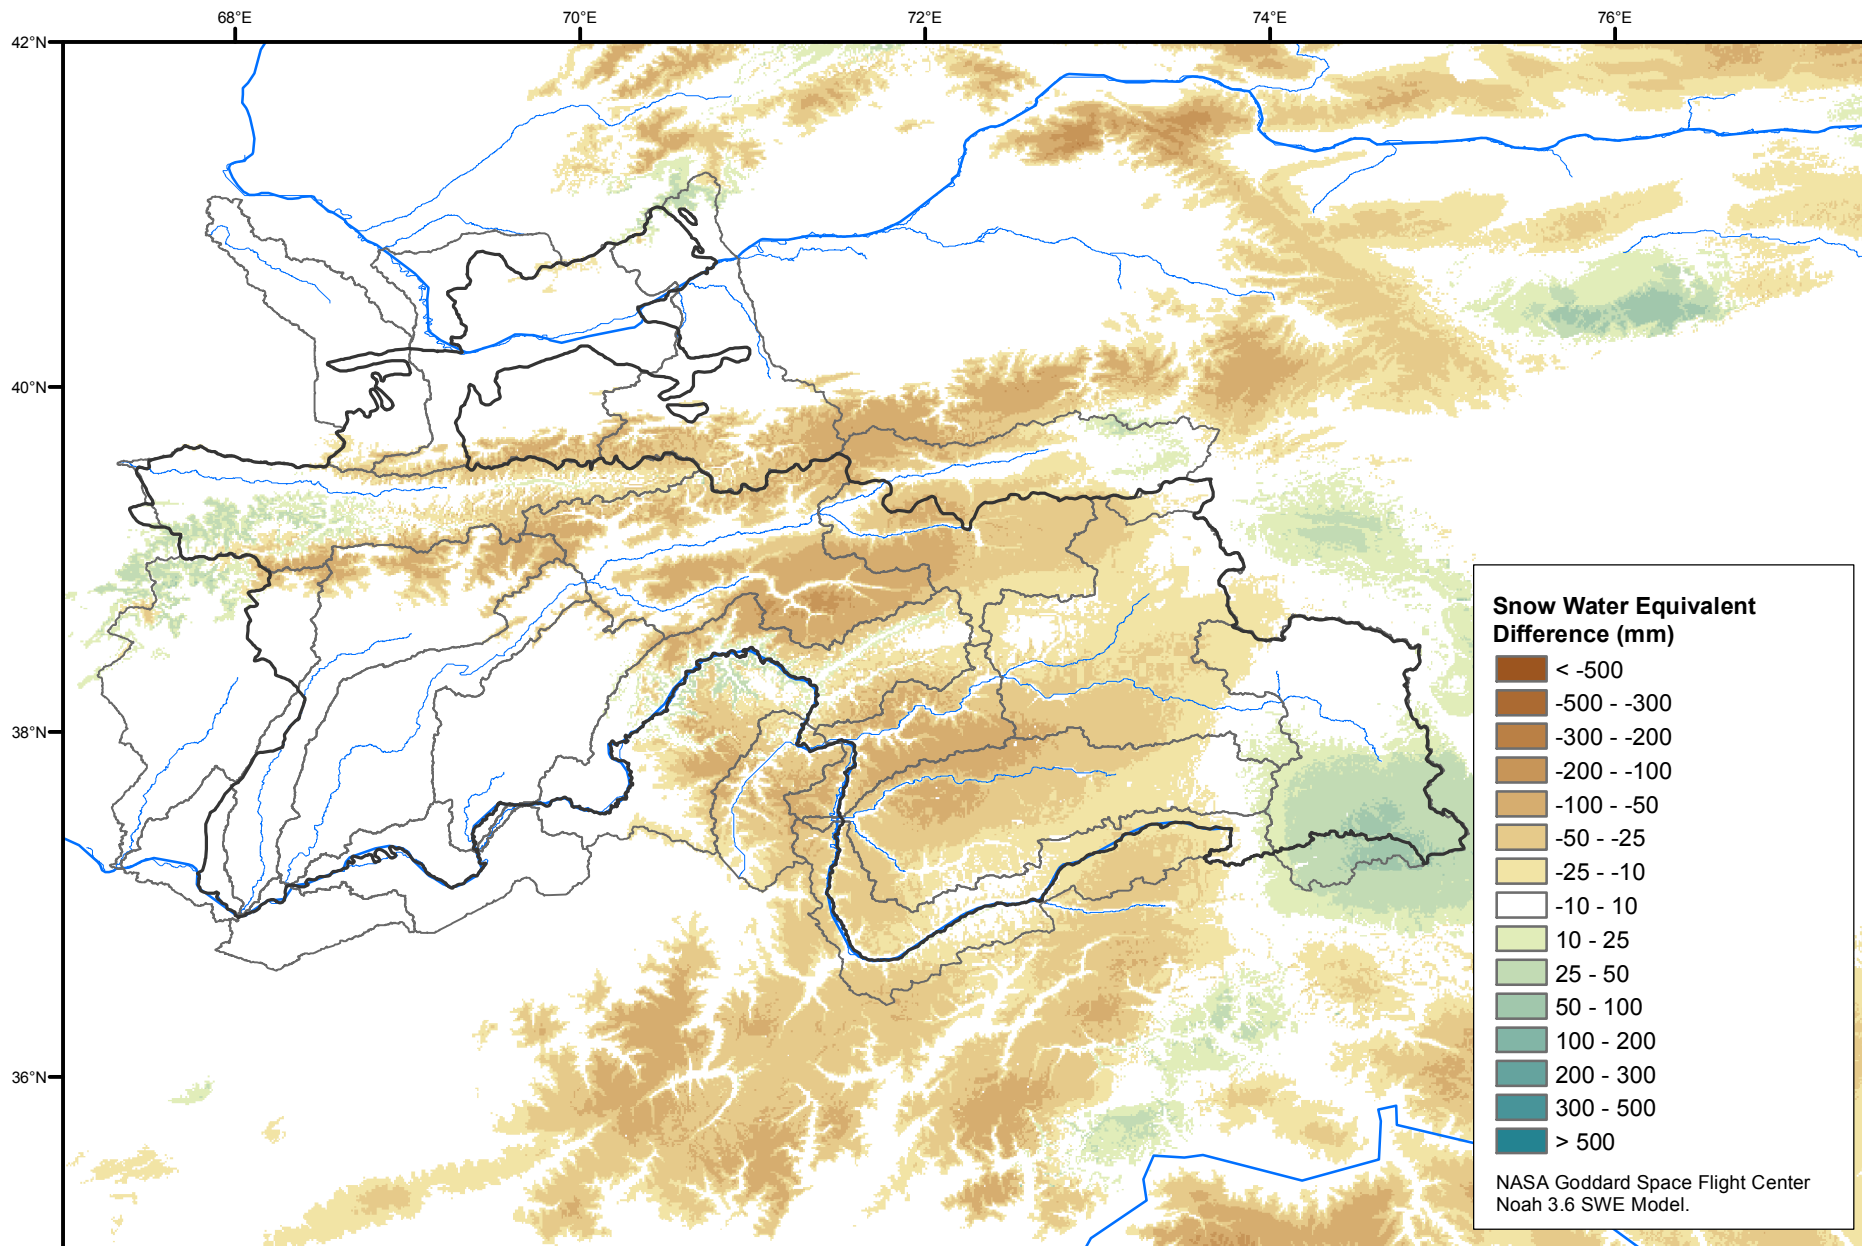 68°E 70°E 72°E 74°E 76°E
42°N
40°N
38°N
36°N
Snow Water Equivalent
Difference (mm)
< -500
-500 - -300
-300 - -200
-200 - -100
-100 - -50
-50 - -25
-25 - -10
-10 - 10
10 - 25
25 - 50
50 - 100
100 - 200
200 - 300
300 - 500
> 500
NASA Goddard Space Flight Center
Noah 3.6 SWE Model.